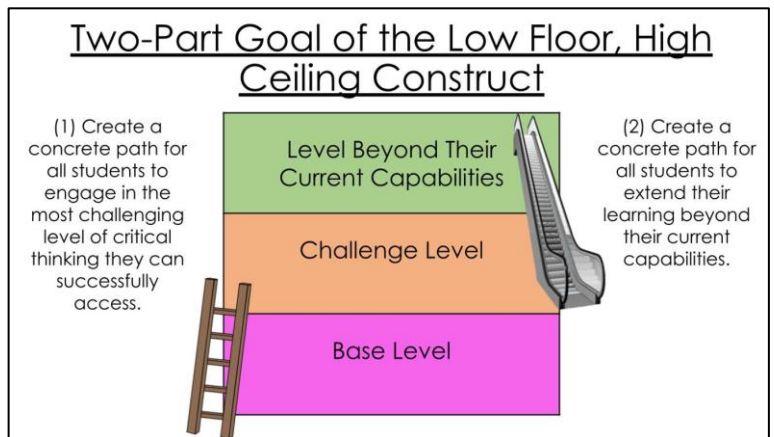 Two-Part Goal of the Low Floor, High
Ceiling Construct
(1) Create a
concrete path for
all students to
engage in the
most challenging
level of critical
thinking they can
successfully
access.
Level Beyond Their
Current Capabilities
Challenge Level
Base Level
(2) Create a
concrete path for
all students to
extend their
learning beyond
their current
capabilities.